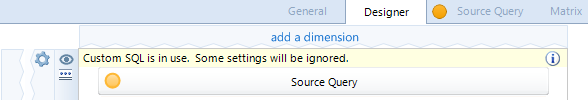 General Designer Source Query Matrix
add a dimension
Custom SQL is in use. Some settings will be ignored.
Source Query